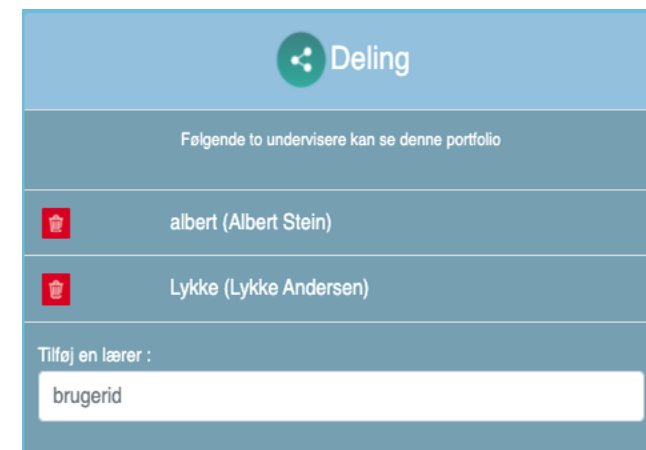 Deling
Følgende to undervisere kan se denne portfolio
albert (Albert Stein)
Lykke (Lykke Andersen)
Tilføj en lærer :
brugerid